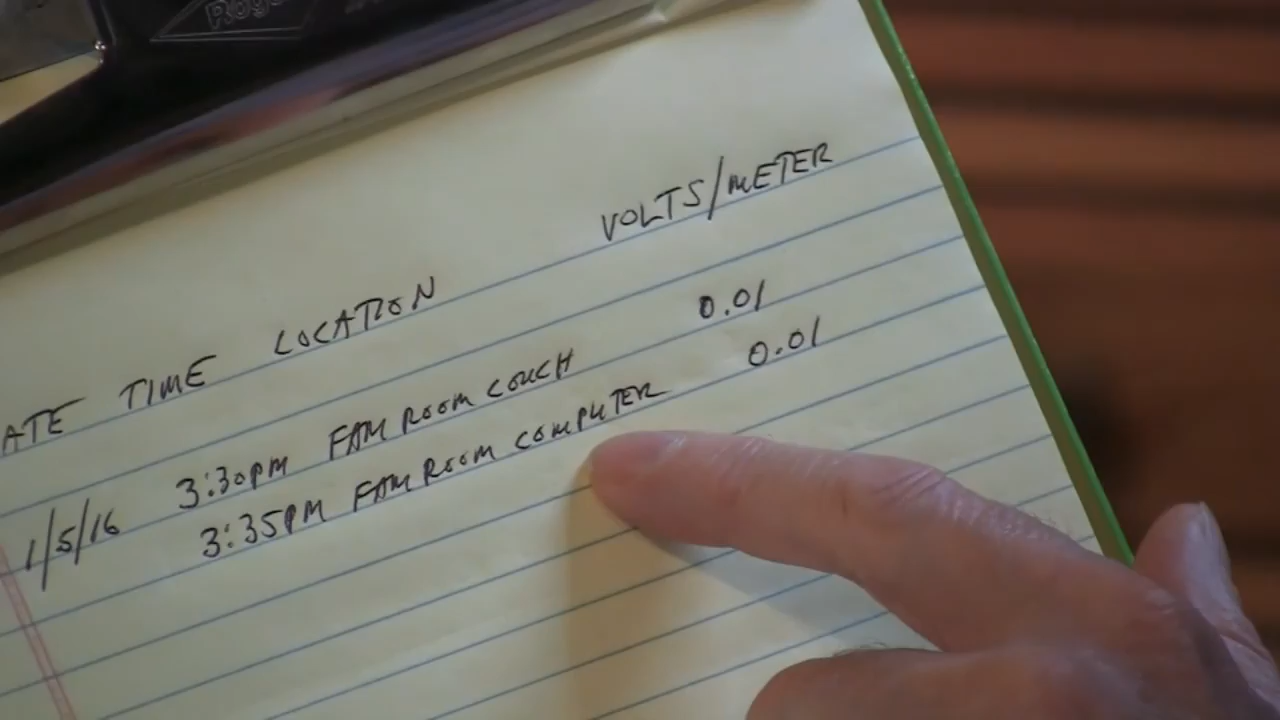 ATE TIME LOCATION VOLTS/METER
1/5/16 3:30PM FAM ROOM COUCH 0.01
3:35PM FAM ROOM COMPUTER 0.01